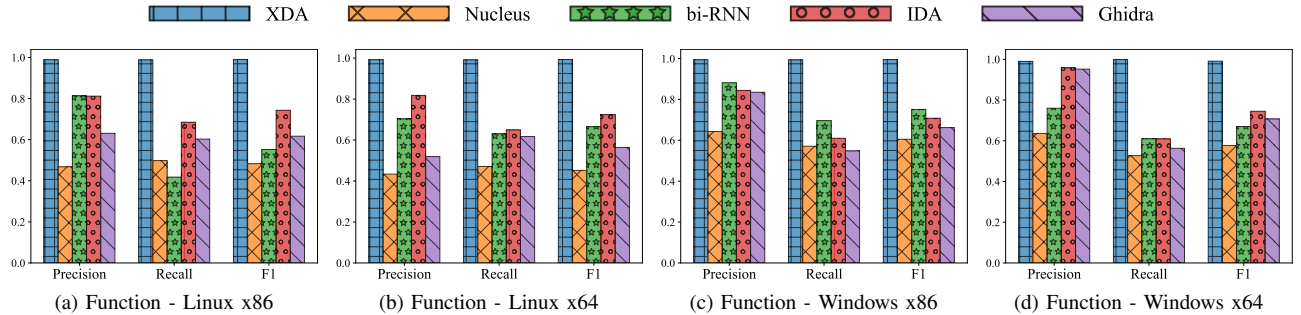 XDA Nucleus bi-RNN IDA Ghidra
1.0
0.8
0.6
0.4
0.2
0.0
Precision Recall F1
(a) Function - Linux x86
1.0
0.8
0.6
0.4
0.2
0.0
Precision Recall F1
(b) Function - Linux x64
1.0
0.8
0.6
0.4
0.2
0.0
Precision Recall F1
(c) Function - Windows x86
1.0
0.8
0.6
0.4
0.2
0.0
Precision Recall F1
(d) Function - Windows x64